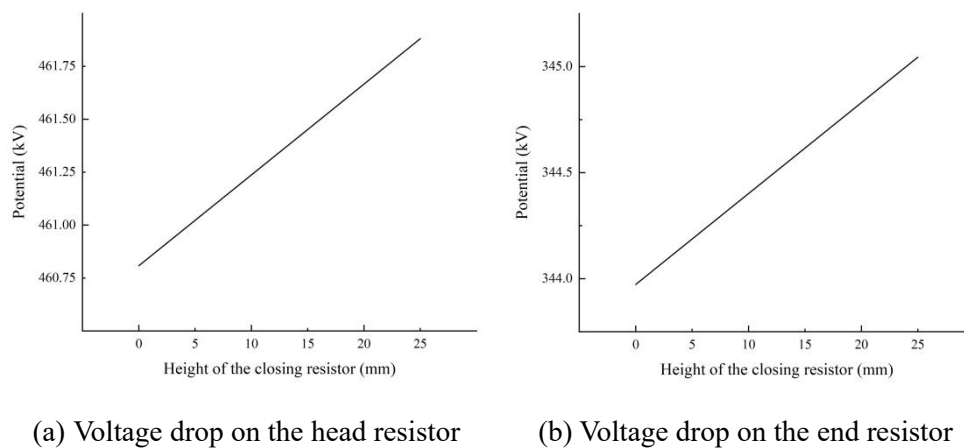 461.75
461.50
461.25
461.00
460.75
Potential (kV)
0 5 10 15 20 25
Height of the closing resistor (mm)
(a) Voltage drop on the head resistor
345.0
344.5
344.0
Potential (kV)
0 5 10 15 20 25
Height of the closing resistor (mm)
(b) Voltage drop on the end resistor